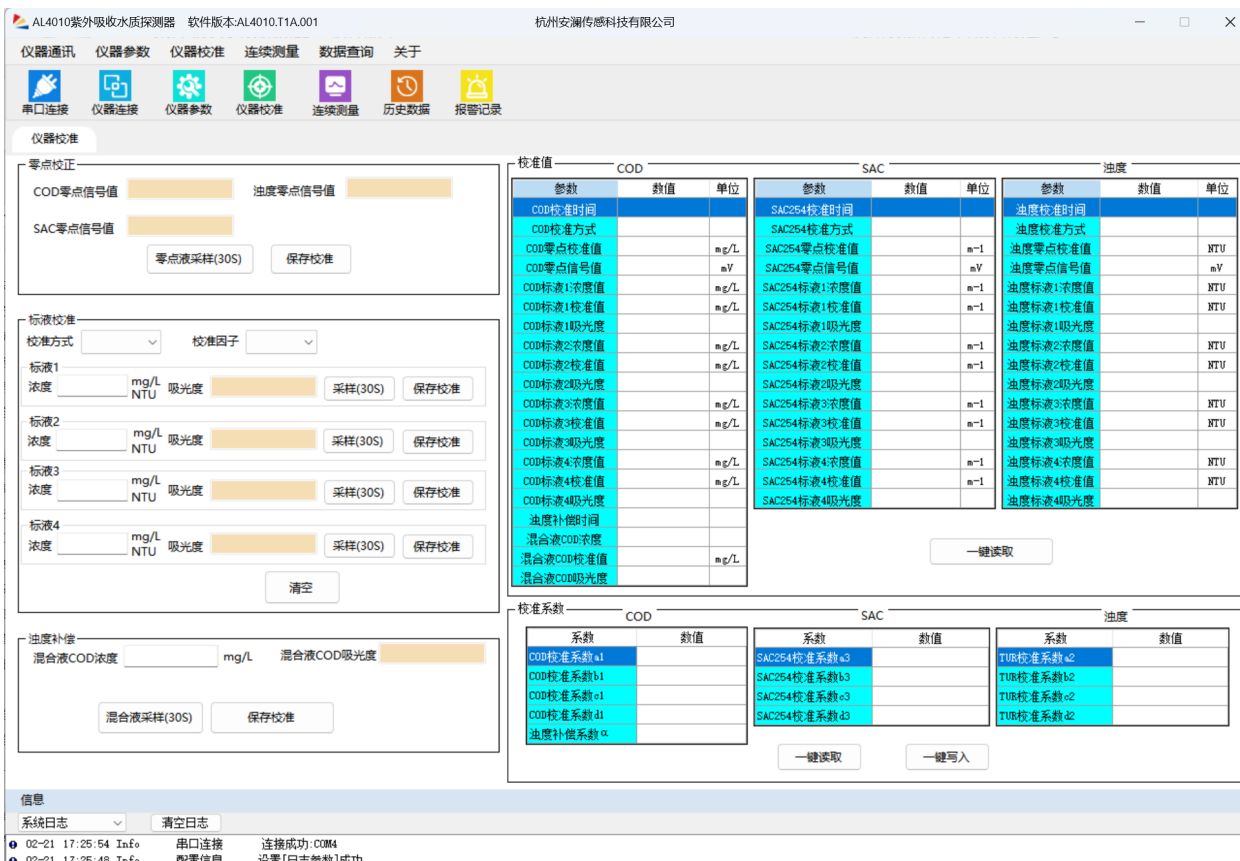 AL4010紫外吸收水质探测器 软件版本:AL4010.T1A.001 杭州安澜传感科技有限公司
仪器通讯 仪器参数 仪器校准 连续测量 数据查询 关于
串口连接 仪器连接 仪器参数 仪器校准 连续测量 历史数据 报警记录
仪器校准
零点校正
COD零点信号值 浊度零点信号值
SAC零点信号值
零点液采样(30S) 保存校准
标液校准
校准方式 校准因子
标液1
浓度 mg/L NTU 吸光度 采样(30S) 保存校准
标液2
浓度 mg/L NTU 吸光度 采样(30S) 保存校准
标液3
浓度 mg/L NTU 吸光度 采样(30S) 保存校准
标液4
浓度 mg/L NTU 吸光度 采样(30S) 保存校准
清空
浊度补偿
混合液COD浓度 mg/L 混合液COD吸光度
混合液采样(30S) 保存校准
校准值
COD
参数 数值 单位
COD校准时间
COD校准方式
COD零点校准值 mg/L
COD零点信号值 mV
COD标液1浓度值 mg/L
COD标液1校准值 mg/L
COD标液1吸光度
COD标液2浓度值 mg/L
COD标液2校准值 mg/L
COD标液2吸光度
COD标液3浓度值 mg/L
COD标液3校准值 mg/L
COD标液3吸光度
COD标液4浓度值 mg/L
COD标液4校准值 mg/L
COD标液4吸光度
浊度补偿时间
混合液COD浓度
混合液COD校准值 mg/L
混合液COD吸光度
SAC
参数 数值 单位
SAC254校准时间
SAC254校准方式
SAC254零点校准值 m-1
SAC254零点信号值 mV
SAC254标液1浓度值 m-1
SAC254标液1校准值 m-1
SAC254标液1吸光度
SAC254标液2浓度值 m-1
SAC254标液2校准值 m-1
SAC254标液2吸光度
SAC254标液3浓度值 m-1
SAC254标液3校准值 m-1
SAC254标液3吸光度
SAC254标液4浓度值 m-1
SAC254标液4校准值 m-1
SAC254标液4吸光度
浊度
参数 数值 单位
浊度校准时间
浊度校准方式
浊度零点校准值 NTU
浊度零点信号值 mV
浊度标液1浓度值 NTU
浊度标液1校准值 NTU
浊度标液1吸光度
浊度标液2浓度值 NTU
浊度标液2校准值 NTU
浊度标液2吸光度
浊度标液3浓度值 NTU
浊度标液3校准值 NTU
浊度标液3吸光度
浊度标液4浓度值 NTU
浊度标液4校准值 NTU
浊度标液4吸光度
一键读取
校准系数
COD
系数 数值
COD校准系数a1
COD校准系数b1
COD校准系数c1
COD校准系数d1
浊度补偿系数α
SAC
系数 数值
SAC254校准系数a3
SAC254校准系数b3
SAC254校准系数c3
SAC254校准系数d3
浊度
系数 数值
TUR校准系数a2
TUR校准系数b2
TUR校准系数c2
TUR校准系数d2
一键读取 一键写入
信息
系统日志 清空日志
02-21 17:25:54 Info 串口连接 连接成功:COM4
02-21 17:25:48 Info 配置信息 设置[日志参数]成功